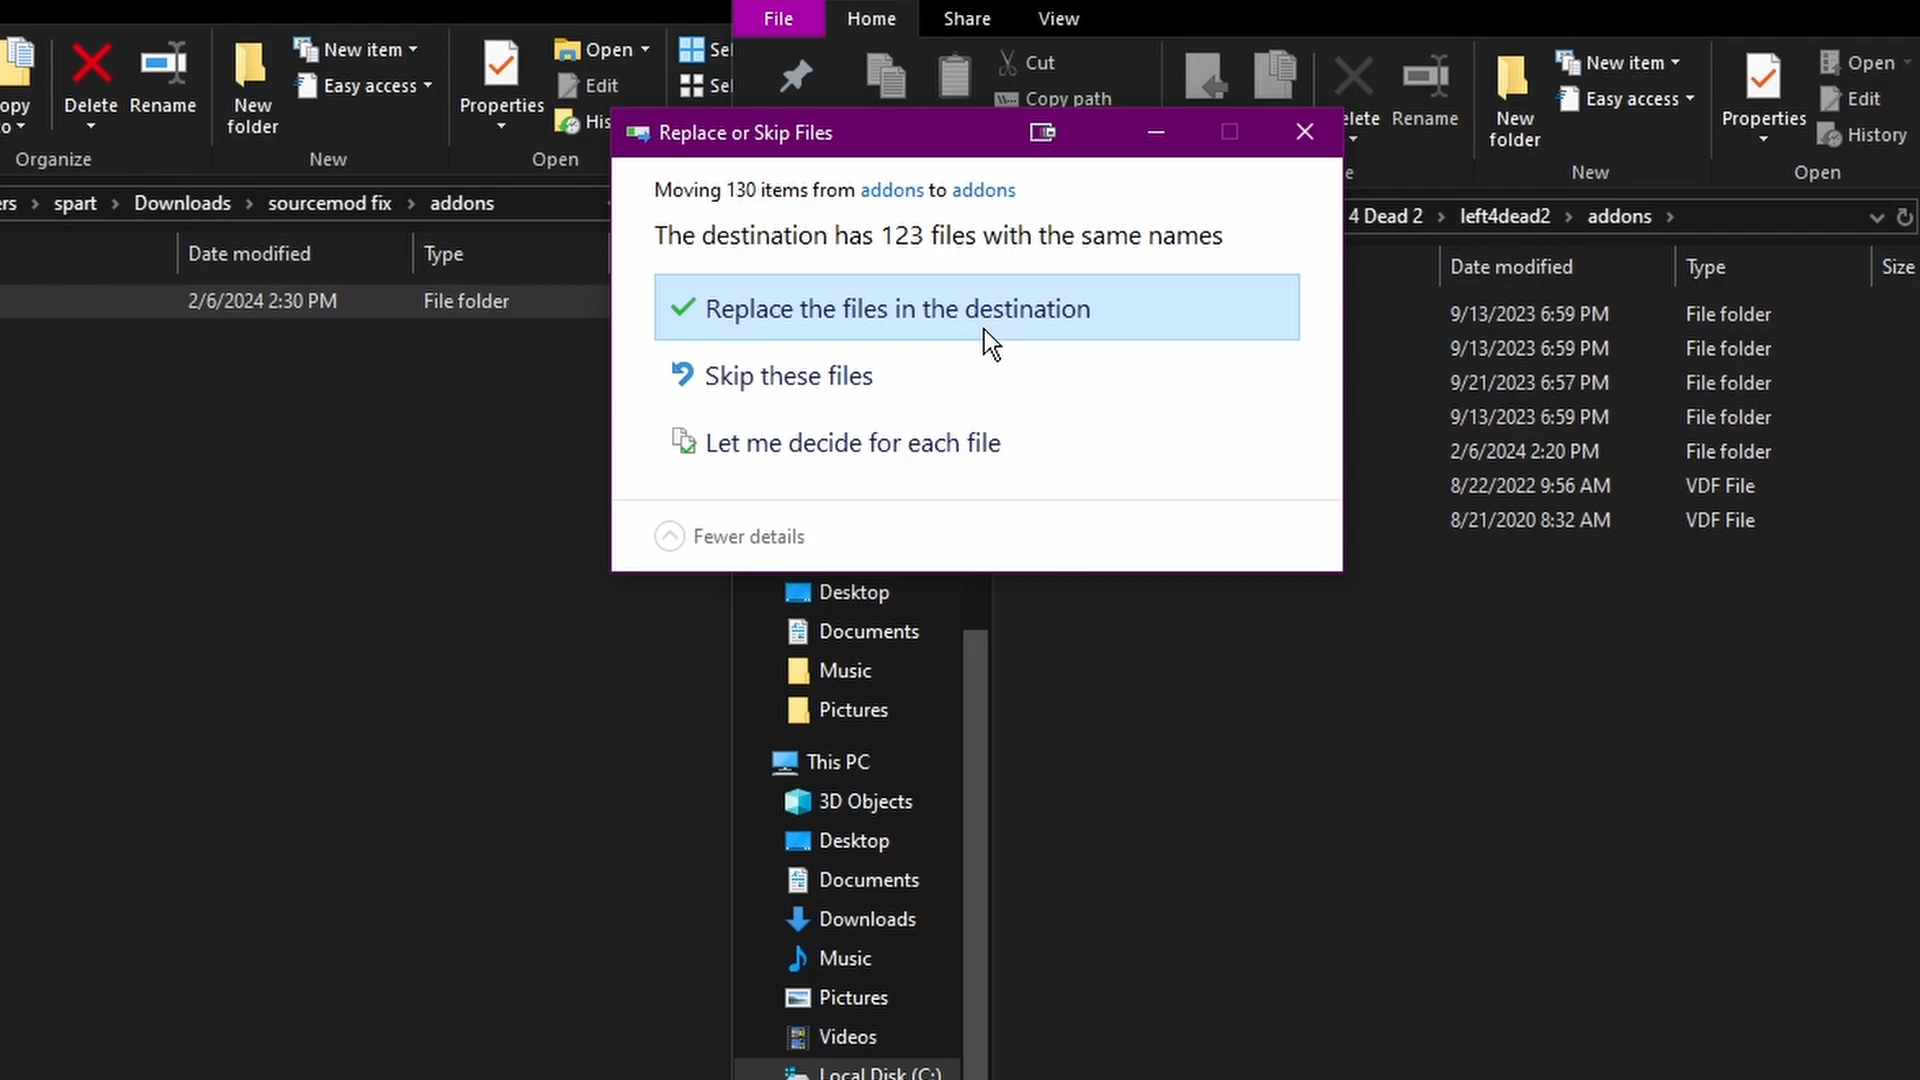 File
Home
Share
View
New item
Easy access
Delete
Rename
New
folder
Properties
Open
Edit
Organize
New
Open
Cut
Copy path
Rename
New
folder
New item
Easy access
Properties
Open
Edit
History
New
Open
spart > Downloads > sourcemod fix > addons
4 Dead 2 > left4dead2 > addons >
Date modified
Type
2/6/2024 2:30 PM
File folder
Replace or Skip Files
Moving 130 items from addons to addons
The destination has 123 files with the same names
Replace the files in the destination
Skip these files
Let me decide for each file
Fewer details
Date modified
Type
Size
9/13/2023 6:59 PM
File folder
9/13/2023 6:59 PM
File folder
9/21/2023 6:57 PM
File folder
9/13/2023 6:59 PM
File folder
2/6/2024 2:20 PM
File folder
8/22/2022 9:56 AM
VDF File
8/21/2020 8:32 AM
VDF File
Desktop
Documents
Music
Pictures
This PC
3D Objects
Desktop
Documents
Downloads
Music
Pictures
Videos
Local Disk (C:)